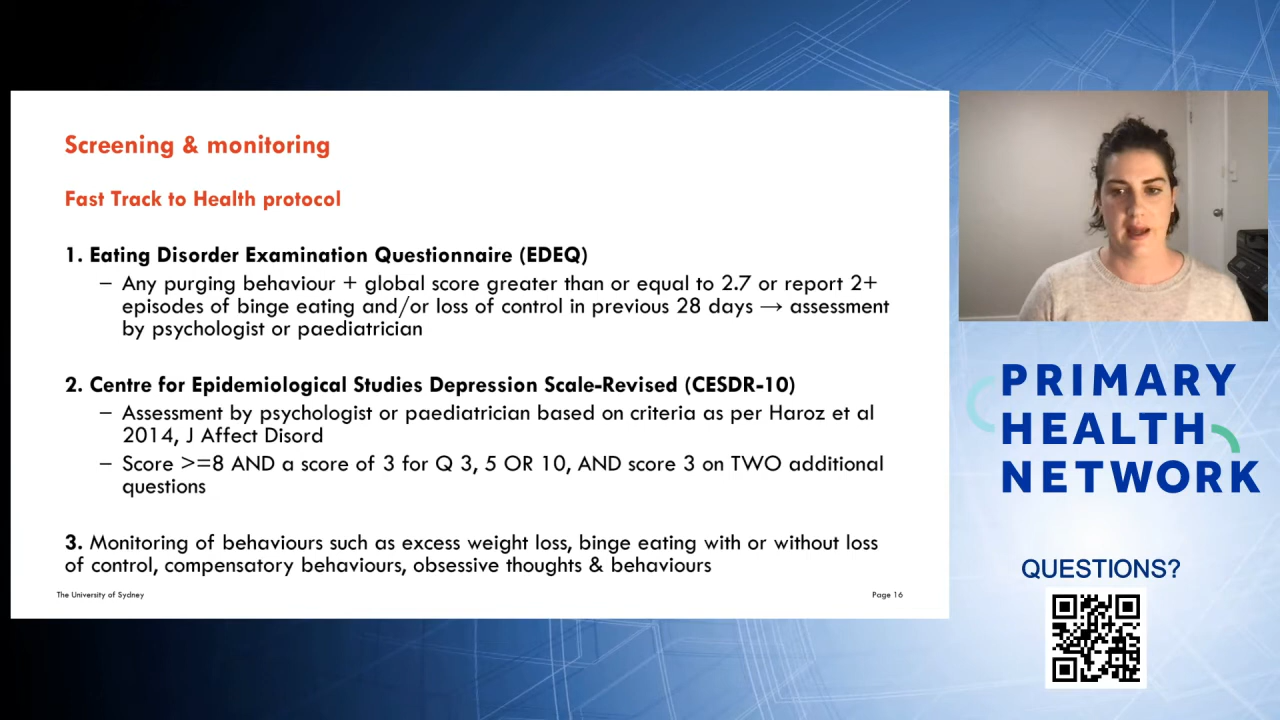 Screening & monitoring
Fast Track to Health protocol
1. Eating Disorder Examination Questionnaire (EDEQ)
– Any purging behaviour + global score greater than or equal to 2.7 or report 2+
episodes of binge eating and/or loss of control in previous 28 days → assessment
by psychologist or paediatrician
2. Centre for Epidemiological Studies Depression Scale-Revised (CESDR-10)
– Assessment by psychologist or paediatrician based on criteria as per Haroz et al
2014, J Affect Disord
– Score >=8 AND a score of 3 for Q 3, 5 OR 10, AND score 3 on TWO additional
questions
3. Monitoring of behaviours such as excess weight loss, binge eating with or without loss
of control, compensatory behaviours, obsessive thoughts & behaviours
The University of Sydney
Page 16
PRIMARY
HEALTH
NETWORK
QUESTIONS?